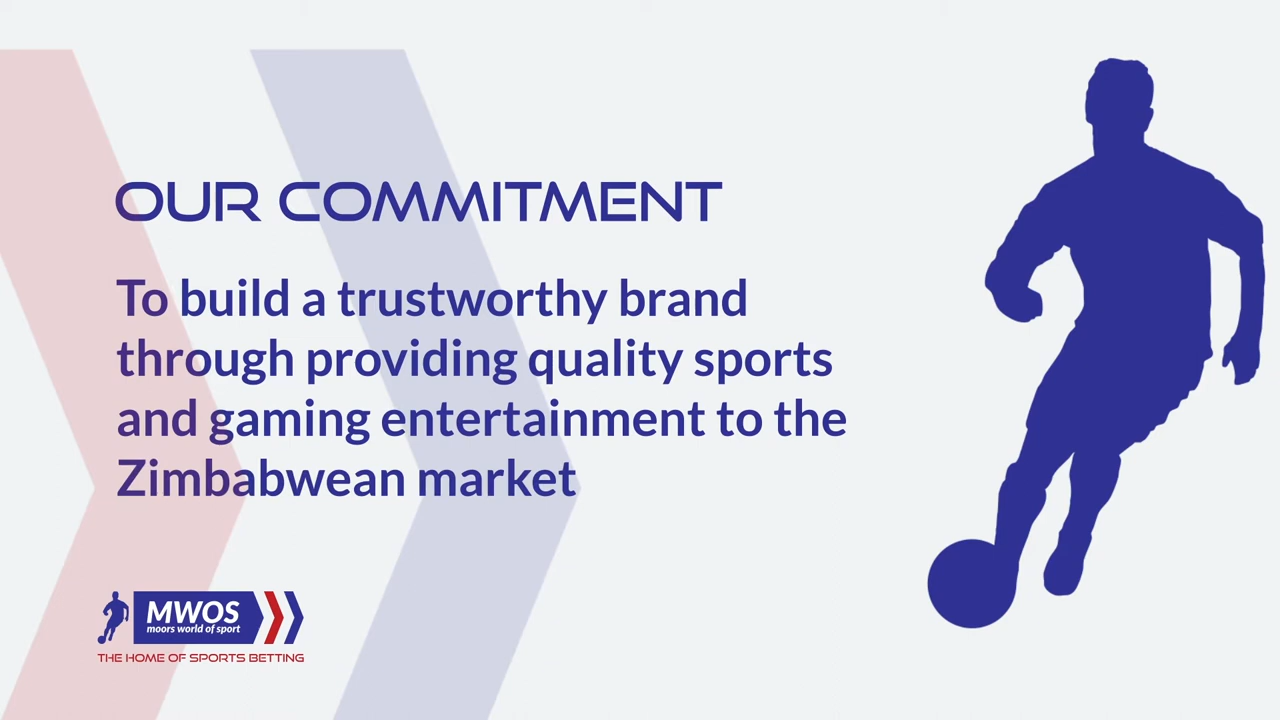 OUR COMMITMENT
To build a trustworthy brand
through providing quality sports
and gaming entertainment to the
Zimbabwean market
MWOS
moors world of sport
THE HOME OF SPORTS BETTING